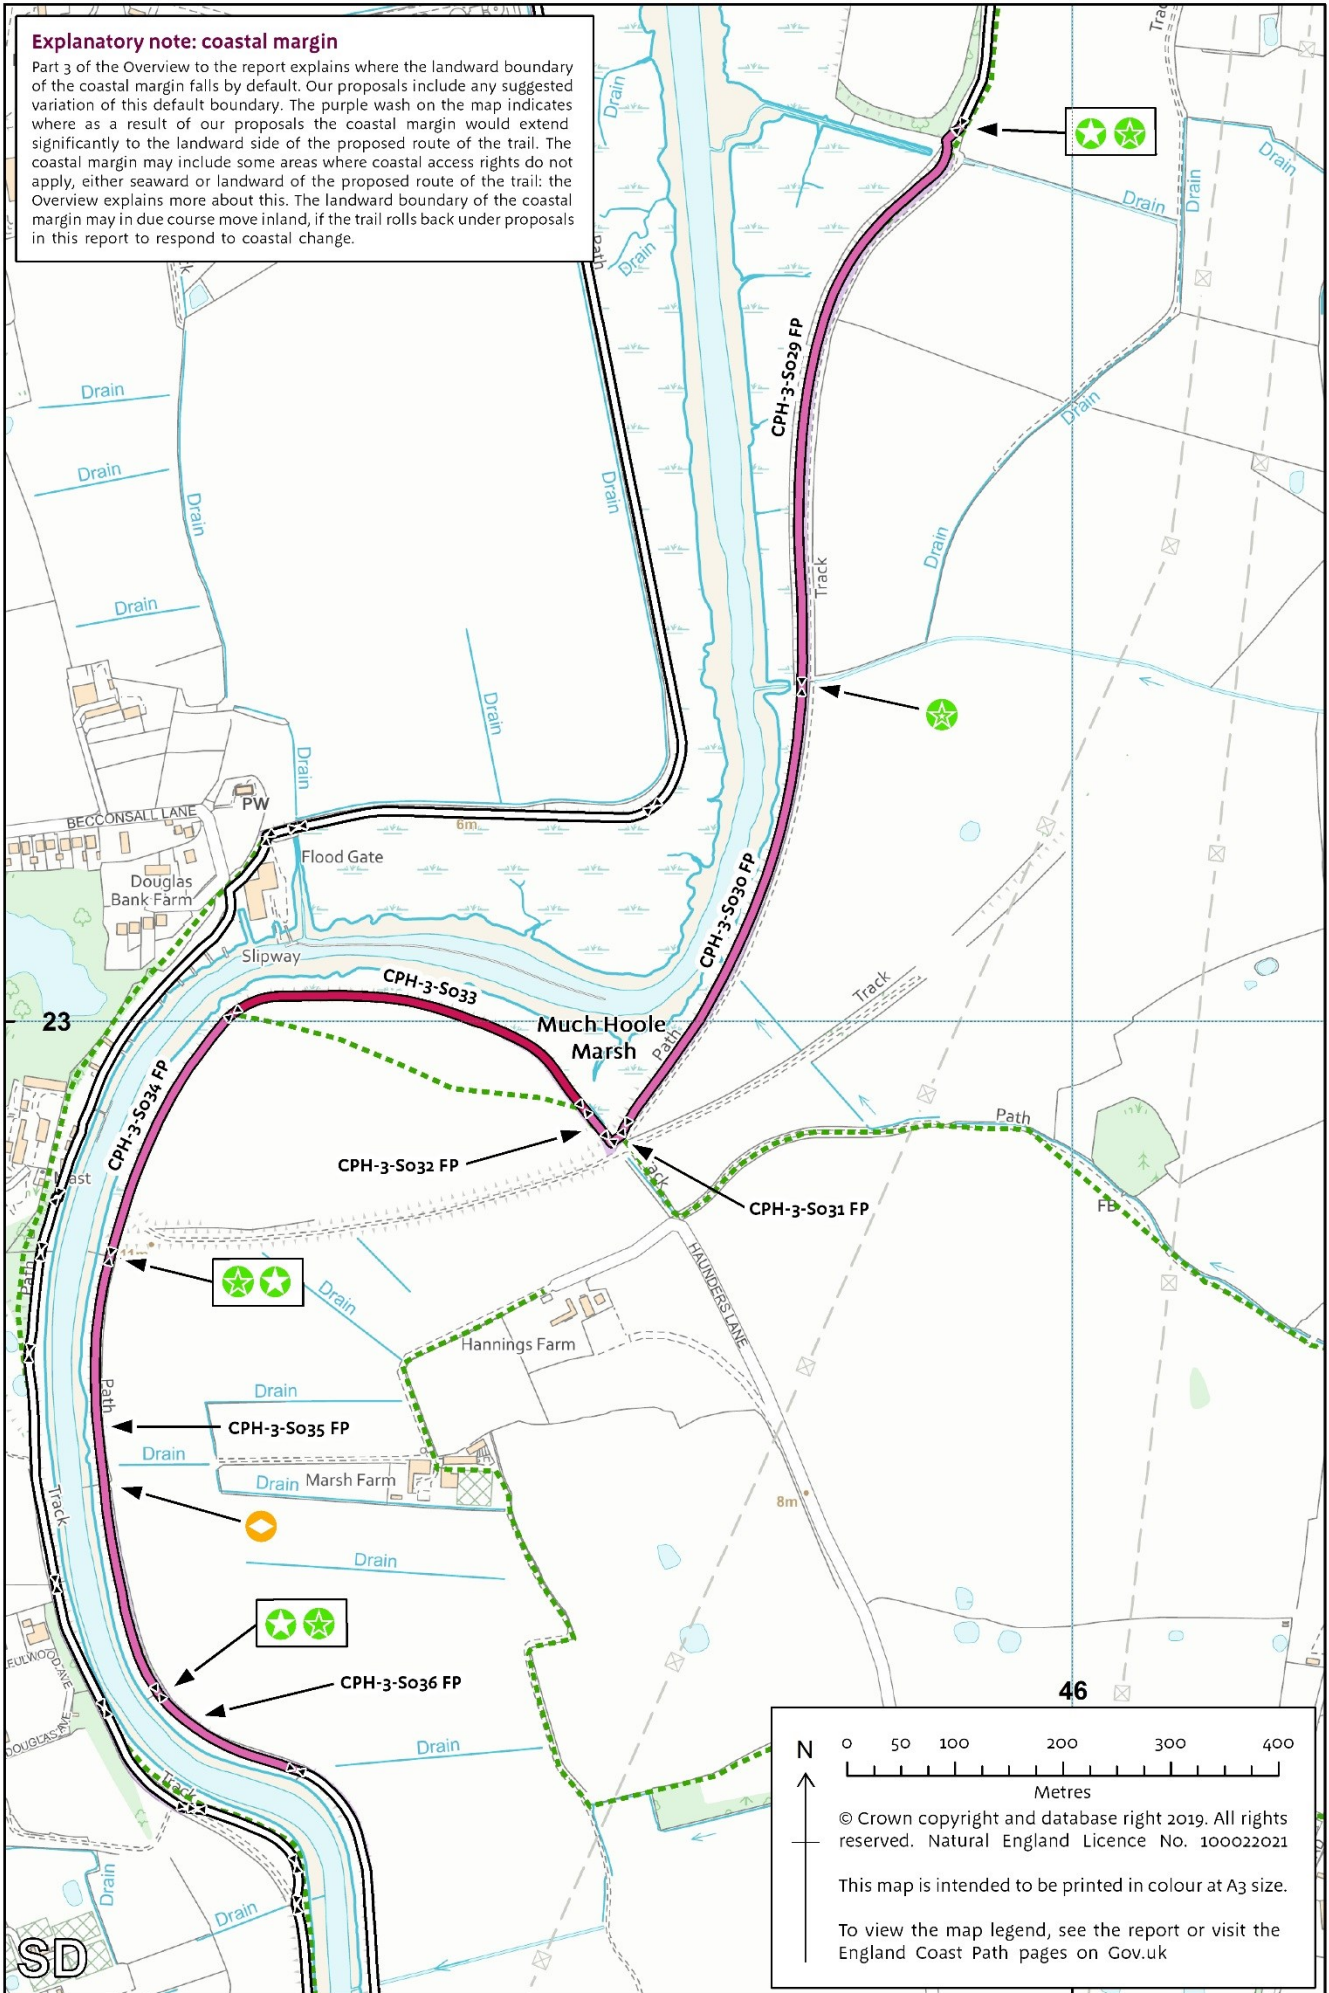 Explanatory note: coastal margin
Part 3 of the Overview to the report explains where the landward boundary
of the coastal margin falls by default. Our proposals include any suggested
variation of this default boundary. The purple wash on the map indicates
where as a result of our proposals the coastal margin would extend
significantly to the landward side of the proposed route of the trail. The
coastal margin may include some areas where coastal access rights do not
apply, either seaward or landward of the proposed route of the trail: the
Overview explains more about this. The landward boundary of the coastal
margin may in due course move inland, if the trail rolls back under proposals
in this report to respond to coastal change.
Drain
Drain
Drain
Drain
Drain
Path
Drain
CPH-3-S029 FP
Drain
Drain
Drain
Drain
Drain
Drain
Drain
Track
Drain
Drain
Drain
PW
BECCONSALL LANE
6m
Flood Gate
Douglas
Bank Farm
CPH-3-S030 FP
Slipway
CPH-3-S033
Track
23
Much Hoole
Marsh
Path
CPH-3-S034 FP
Path
CPH-3-S032 FP
CPH-3-S031 FP
FB
HAUNDERS LANE
Path
Drain
Hannings Farm
Path
Drain
CPH-3-S035 FP
Drain
Drain
Marsh Farm
Track
8m
Drain
CPH-3-S036 FP
DOUGLAS AVE
Drain
Track
Drain
Drain
SD
46
N
0 50 100 200 300 400
Metres
© Crown copyright and database right 2019. All rights
reserved. Natural England Licence No. 100022021
This map is intended to be printed in colour at A3 size.
To view the map legend, see the report or visit the
England Coast Path pages on Gov.uk